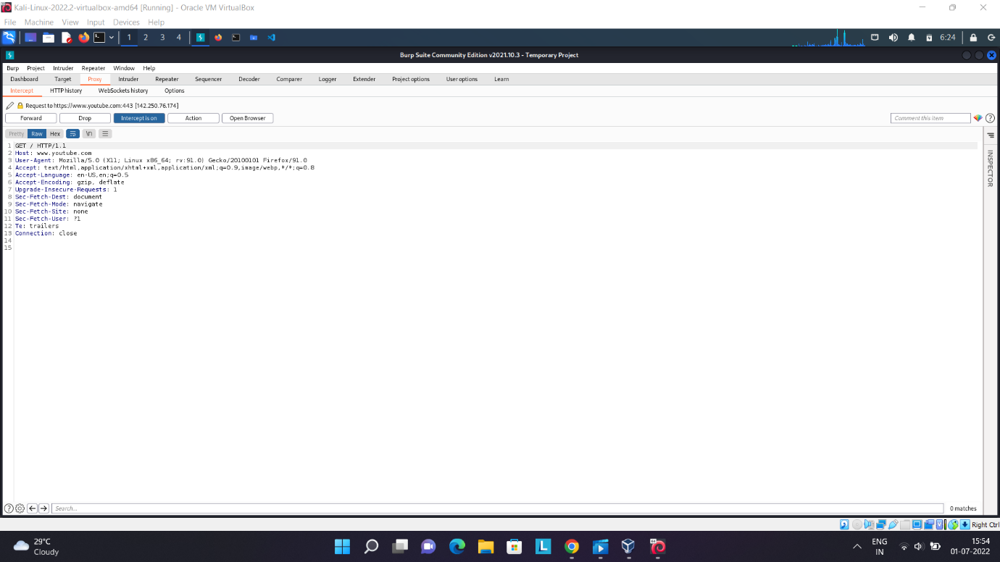 Kali-Linux-2022.2-virtualbox-amd64 [Running] - Oracle VM VirtualBox
File Machine View Input Devices Help
1 2 3 4 6:24
Burp Suite Community Edition v2021.10.3 - Temporary Project
Burp Project Intruder Repeater Window Help
Dashboard Target Proxy Intruder Repeater Sequencer Decoder Comparer Logger Extender Project options User options Learn
Intercept HTTP history WebSockets history Options
Request to https://www.youtube.com:443 [142.250.76.174]
Forward Drop Intercept is on Action Open Browser Comment this item
Pretty Raw Hex \n
INSPECTOR
1 GET / HTTP/1.1
2 Host: www.youtube.com
3 User-Agent: Mozilla/5.0 (X11; Linux x86_64; rv:91.0) Gecko/20100101 Firefox/91.0
4 Accept: text/html,application/xhtml+xml,application/xml;q=0.9,image/webp,*/*;q=0.8
5 Accept-Language: en-US,en;q=0.5
6 Accept-Encoding: gzip, deflate
7 Upgrade-Insecure-Requests: 1
8 Sec-Fetch-Dest: document
9 Sec-Fetch-Mode: navigate
10 Sec-Fetch-Site: none
11 Sec-Fetch-User: ?1
12 Te: trailers
13 Connection: close
14
15
Search... 0 matches
Right Ctrl
29°C
Cloudy
ENG
IN
15:54
01-07-2022